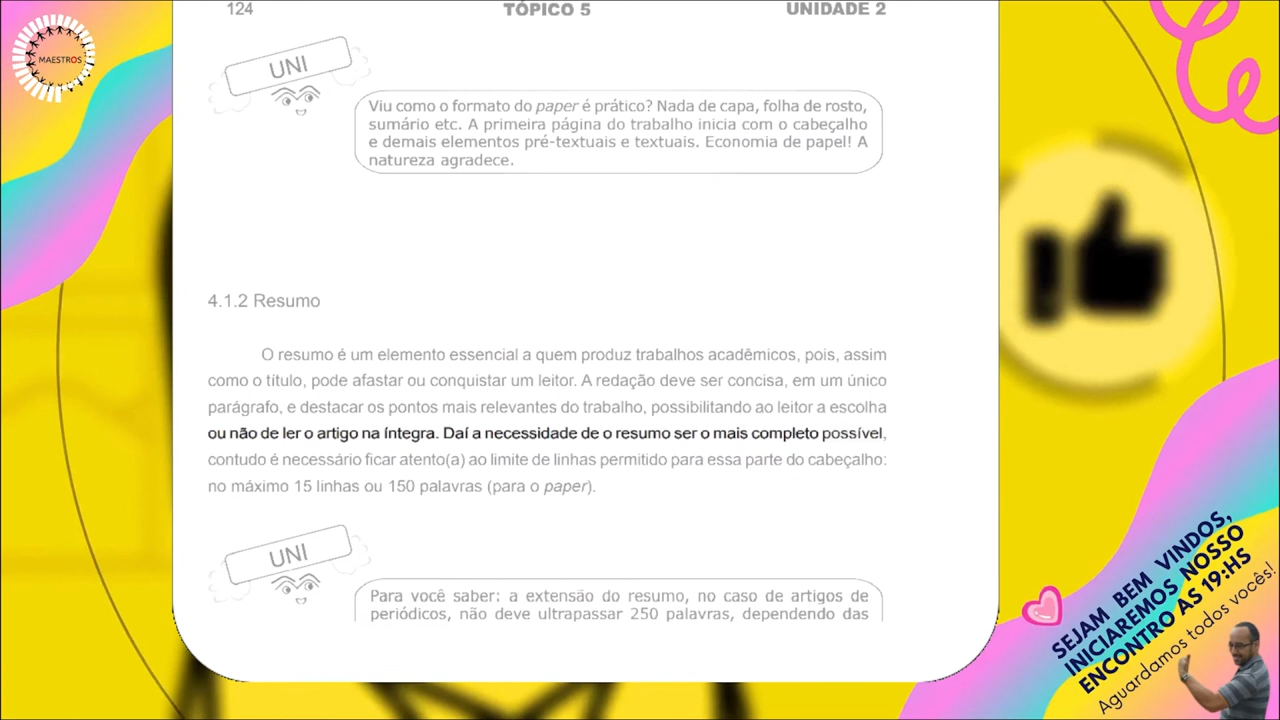 MAESTROS
124 TÓPICO 5 UNIDADE 2
UNI
Viu como o formato do paper é prático? Nada de capa, folha de rosto,
sumário etc. A primeira página do trabalho inicia com o cabeçalho
e demais elementos pré-textuais e textuais. Economia de papel! A
natureza agradece.
4.1.2 Resumo
O resumo é um elemento essencial a quem produz trabalhos acadêmicos, pois, assim
como o título, pode afastar ou conquistar um leitor. A redação deve ser concisa, em um único
parágrafo, e destacar os pontos mais relevantes do trabalho, possibilitando ao leitor a escolha
ou não de ler o artigo na íntegra. Daí a necessidade de o resumo ser o mais completo possível,
contudo é necessário ficar atento(a) ao limite de linhas permitido para essa parte do cabeçalho:
no máximo 15 linhas ou 150 palavras (para o paper).
UNI
Para você saber: a extensão do resumo, no caso de artigos de
periódicos, não deve ultrapassar 250 palavras, dependendo das
SEJAM BEM VINDOS,
INICIAREMOS NOSSO
ENCONTRO AS 19:HS
Aguardamos todos vocês!